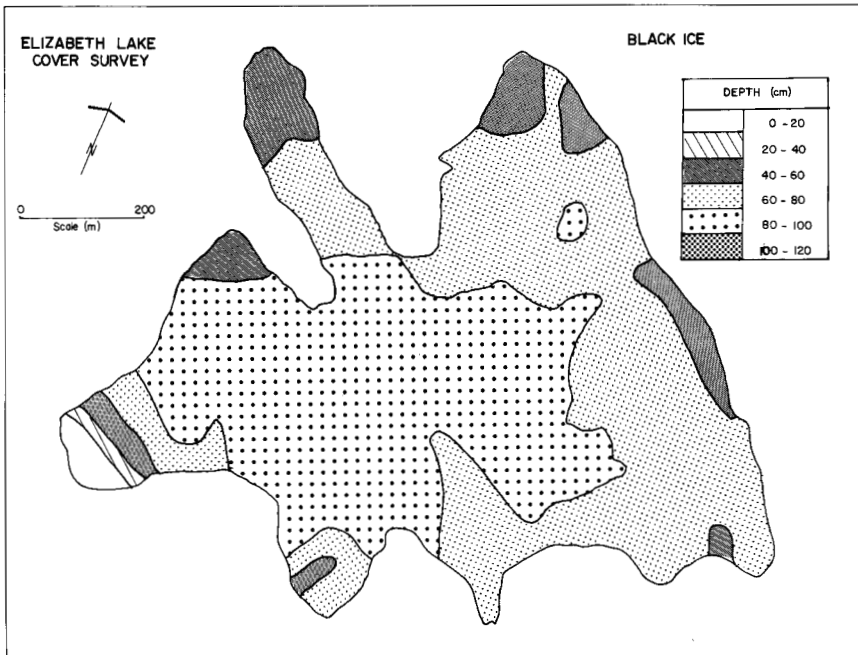 ELIZABETH LAKE
COVER SURVEY
N
0 200
Scale (m)
BLACK ICE
DEPTH (cm)
0 - 20
20 - 40
40 - 60
60 - 80
80 - 100
100 - 120